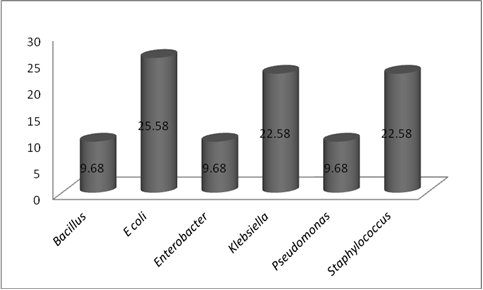 30
25
20
15
10
5
0
9.68
25.58
9.68
22.58
9.68
22.58
Bacillus
E coli
Enterobacter
Klebsiella
Pseudomonas
Staphylococcus